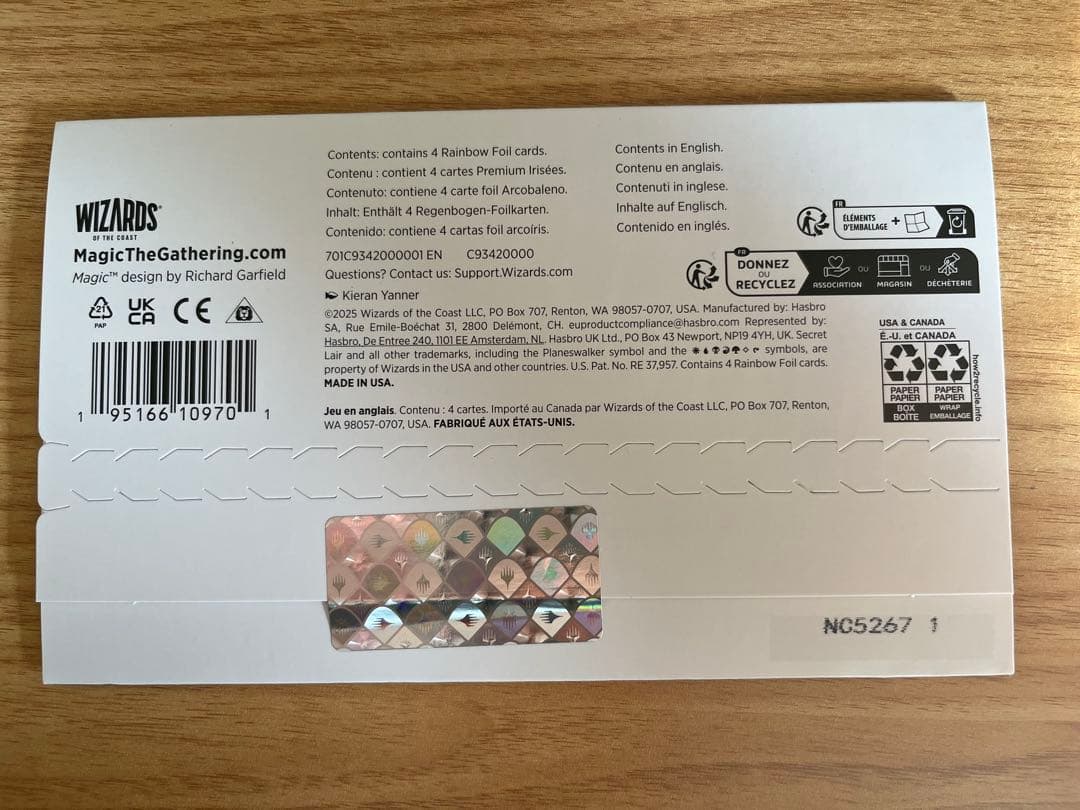 WIZARDS®
OF THE COAST
MagicTheGathering.com
Magic™ design by Richard Garfield
21
PAP
UK
CA
CE
1 95166 10970 1
Contents: contains 4 Rainbow Foil cards.
Contenu : contient 4 cartes Premium Irisées.
Contenuto: contiene 4 carte foil Arcobaleno.
Inhalt: Enthält 4 Regenbogen-Foilkarten.
Contenido: contiene 4 cartas foil arcoíris.
Contents in English.
Contenu en anglais.
Contenuti in inglese.
Inhalte auf Englisch.
Contenido en inglés.
701C9342000001 EN C93420000
Questions? Contact us: Support.Wizards.com
Kieran Yanner
©2025 Wizards of the Coast LLC, PO Box 707, Renton, WA 98057-0707, USA. Manufactured by: Hasbro
SA, Rue Emile-Boéchat 31, 2800 Delémont, CH. euproductcompliance@hasbro.com Represented by:
Hasbro, De Entree 240, 1101 EE Amsterdam, NL. Hasbro UK Ltd., PO Box 43 Newport, NP19 4YH, UK. Secret
Lair and all other trademarks, including the Planeswalker symbol and the symbols, are
property of Wizards in the USA and other countries. U.S. Pat. No. RE 37,957. Contains 4 Rainbow Foil cards.
MADE IN USA.
Jeu en anglais. Contenu : 4 cartes. Importé au Canada par Wizards of the Coast LLC, PO Box 707, Renton,
WA 98057-0707, USA. FABRIQUÉ AUX ÉTATS-UNIS.
FR
ÉLÉMENTS
D'EMBALLAGE +
FR
DONNEZ
OU
RECYCLEZ
ASSOCIATION OU MAGASIN OU DÉCHÈTERIE
USA & CANADA
É.-U. et CANADA
PAPER PAPER
PAPIER PAPIER
BOX WRAP
BOÎTE EMBALLAGE
how2recycle.info
NG5267 1